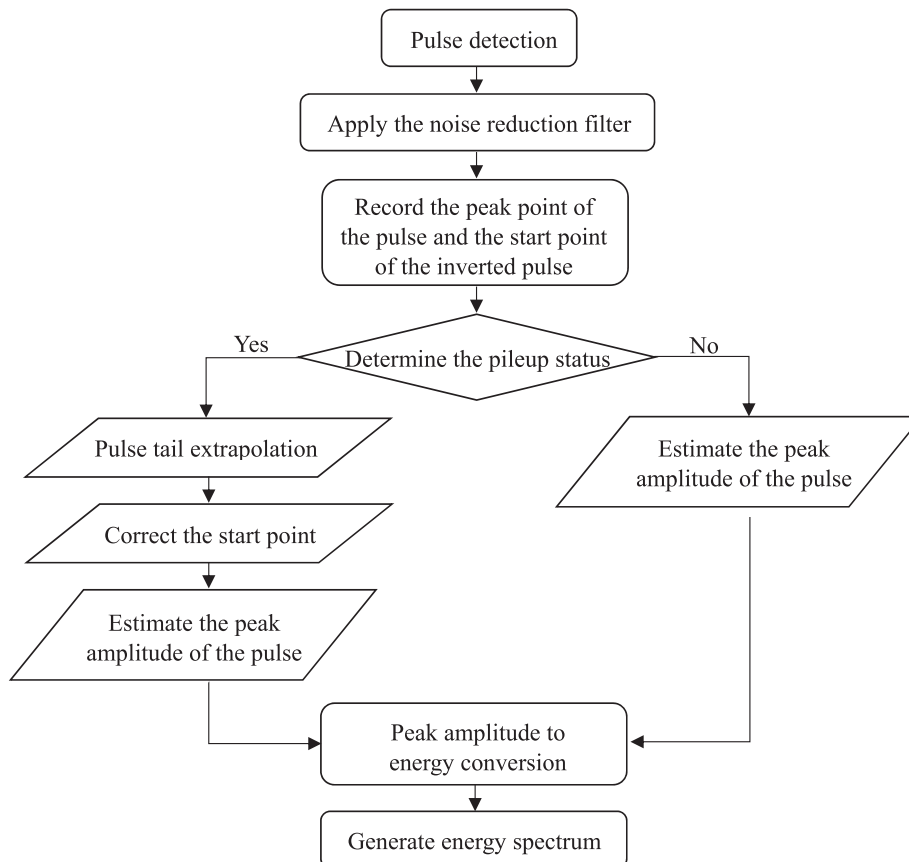 Pulse detection
Apply the noise reduction filter
Record the peak point of
the pulse and the start point
of the inverted pulse
Yes
No
Determine the pileup status
Pulse tail extrapolation
Correct the start point
Estimate the peak
amplitude of the pulse
Estimate the peak
amplitude of the pulse
Peak amplitude to
energy conversion
Generate energy spectrum